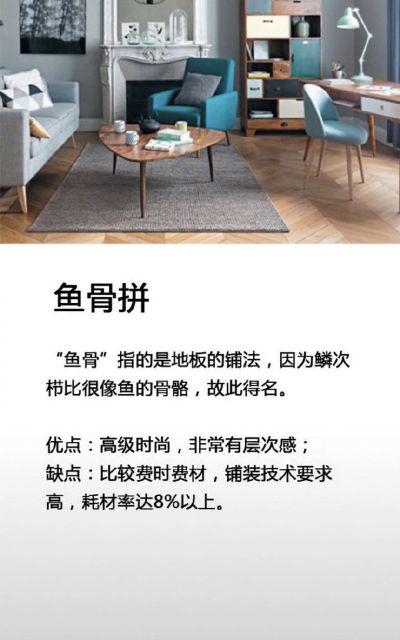 鱼骨拼
“鱼骨”指的是地板的铺法，因为鳞次
栉比很像鱼的骨骼，故此得名。
优点：高级时尚，非常有层次感；
缺点：比较费时费材，铺装技术要求
高，耗材率达8%以上。